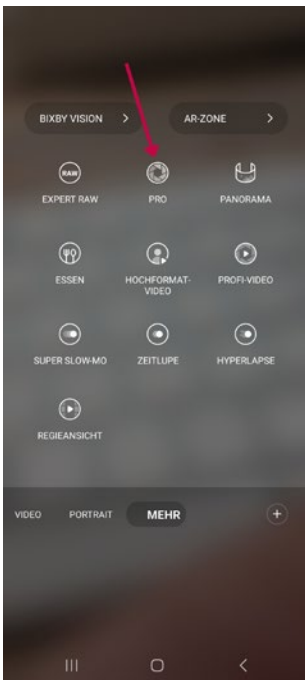 BIXBY VISION
AR-ZONE
RAW
EXPERT RAW
PRO
PANORAMA
ESSEN
HOCHFORMAT-
VIDEO
PROFI-VIDEO
SUPER SLOW-MO
ZEITLUPE
HYPERLAPSE
REGIEANSICHT
VIDEO
PORTRAIT
MEHR